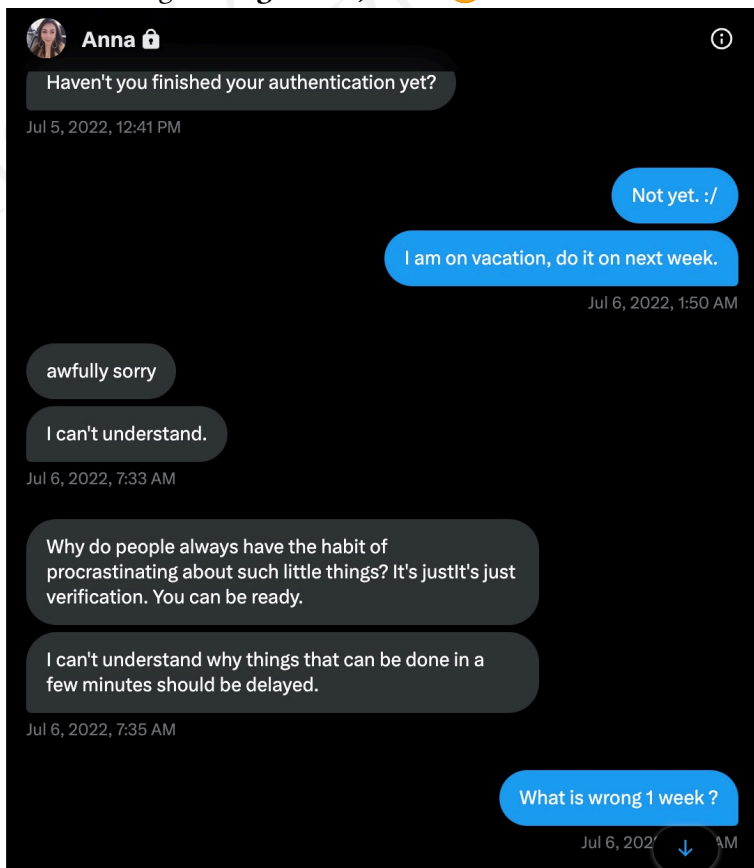 Anna
Haven't you finished your authentication yet?
Jul 5, 2022, 12:41 PM
Not yet. :/
I am on vacation, do it on next week.
Jul 6, 2022, 1:50 AM
awfully sorry
I can't understand.
Jul 6, 2022, 7:33 AM
Why do people always have the habit of
procrastinating about such little things? It's justIt's just
verification. You can be ready.
I can't understand why things that can be done in a
few minutes should be delayed.
Jul 6, 2022, 7:35 AM
What is wrong 1 week ?
Jul 6, AM